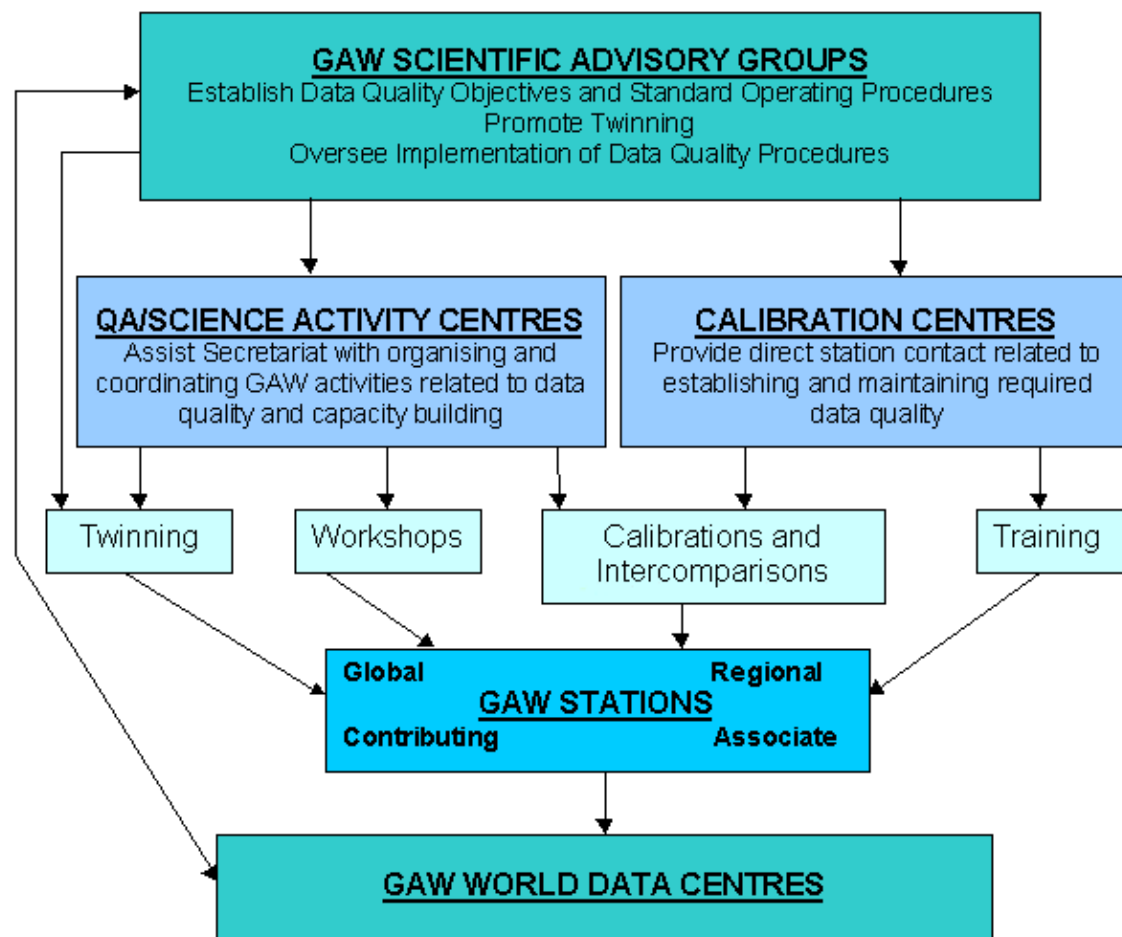 GAW SCIENTIFIC ADVISORY GROUPS
Establish Data Quality Objectives and Standard Operating Procedures
Promote Twinning
Oversee Implementation of Data Quality Procedures
QA/SCIENCE ACTIVITY CENTRES
Assist Secretariat with organising and
coordinating GAW activities related to data
quality and capacity building
CALIBRATION CENTRES
Provide direct station contact related to
establishing and maintaining required
data quality
Twinning
Workshops
Calibrations and
Intercomparisons
Training
Global Regional
GAW STATIONS
Contributing Associate
GAW WORLD DATA CENTRES